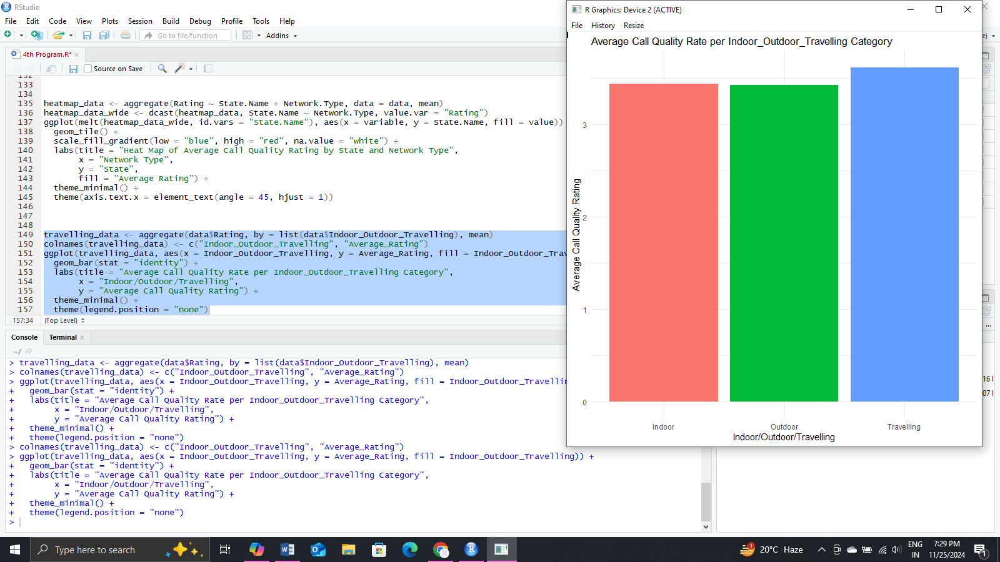 RStudio
File Edit Code View Plots Session Build Debug Profile Tools Help
Go to file/function
Addins
4th Program.R*
Source on Save
132
133
134
135 heatmap_data <- aggregate(Rating ~ State.Name + Network.Type, data = data, mean)
136 heatmap_data_wide <- dcast(heatmap_data, State.Name ~ Network.Type, value.var = "Rating")
137 ggplot(melt(heatmap_data_wide, id.vars = "State.Name"), aes(x = variable, y = State.Name, fill = value))
138 geom_tile() +
139 scale_fill_gradient(low = "blue", high = "red", na.value = "white") +
140 labs(title = "Heat Map of Average Call Quality Rating by State and Network Type",
141 x = "Network Type",
142 y = "State",
143 fill = "Average Rating") +
144 theme_minimal() +
145 theme(axis.text.x = element_text(angle = 45, hjust = 1))
146
147
148
149 travelling_data <- aggregate(data$Rating, by = list(data$Indoor_Outdoor_Travelling), mean)
150 colnames(travelling_data) <- c("Indoor_Outdoor_Travelling", "Average_Rating")
151 ggplot(travelling_data, aes(x = Indoor_Outdoor_Travelling, y = Average_Rating, fill = Indoor_Outdoor_Trav
152 geom_bar(stat = "identity") +
153 labs(title = "Average Call Quality Rate per Indoor_Outdoor_Travelling Category",
154 x = "Indoor/Outdoor/Travelling",
155 y = "Average Call Quality Rating") +
156 theme_minimal() +
157 theme(legend.position = "none")
157:34 (Top Level)
Console Terminal
~/
> travelling_data <- aggregate(data$Rating, by = list(data$Indoor_Outdoor_Travelling), mean)
> colnames(travelling_data) <- c("Indoor_Outdoor_Travelling", "Average_Rating")
> ggplot(travelling_data, aes(x = Indoor_Outdoor_Travelling, y = Average_Rating, fill = Indoor_Outdoor_Travellin
+ geom_bar(stat = "identity") +
+ labs(title = "Average Call Quality Rate per Indoor_Outdoor_Travelling Category",
+ x = "Indoor/Outdoor/Travelling",
+ y = "Average Call Quality Rating") +
+ theme_minimal() +
+ theme(legend.position = "none")
> colnames(travelling_data) <- c("Indoor_Outdoor_Travelling", "Average_Rating")
> ggplot(travelling_data, aes(x = Indoor_Outdoor_Travelling, y = Average_Rating, fill = Indoor_Outdoor_Travelling)) +
+ geom_bar(stat = "identity") +
+ labs(title = "Average Call Quality Rate per Indoor_Outdoor_Travelling Category",
+ x = "Indoor/Outdoor/Travelling",
+ y = "Average Call Quality Rating") +
+ theme_minimal() +
+ theme(legend.position = "none")
>
R Graphics: Device 2 (ACTIVE)
File History Resize
Average Call Quality Rate per Indoor_Outdoor_Travelling Category
Average Call Quality Rating
3
2
1
0
Indoor Outdoor Travelling
Indoor/Outdoor/Travelling
Type here to search
1
20°C Haze
ENG
IN
7:29 PM
11/25/2024
1